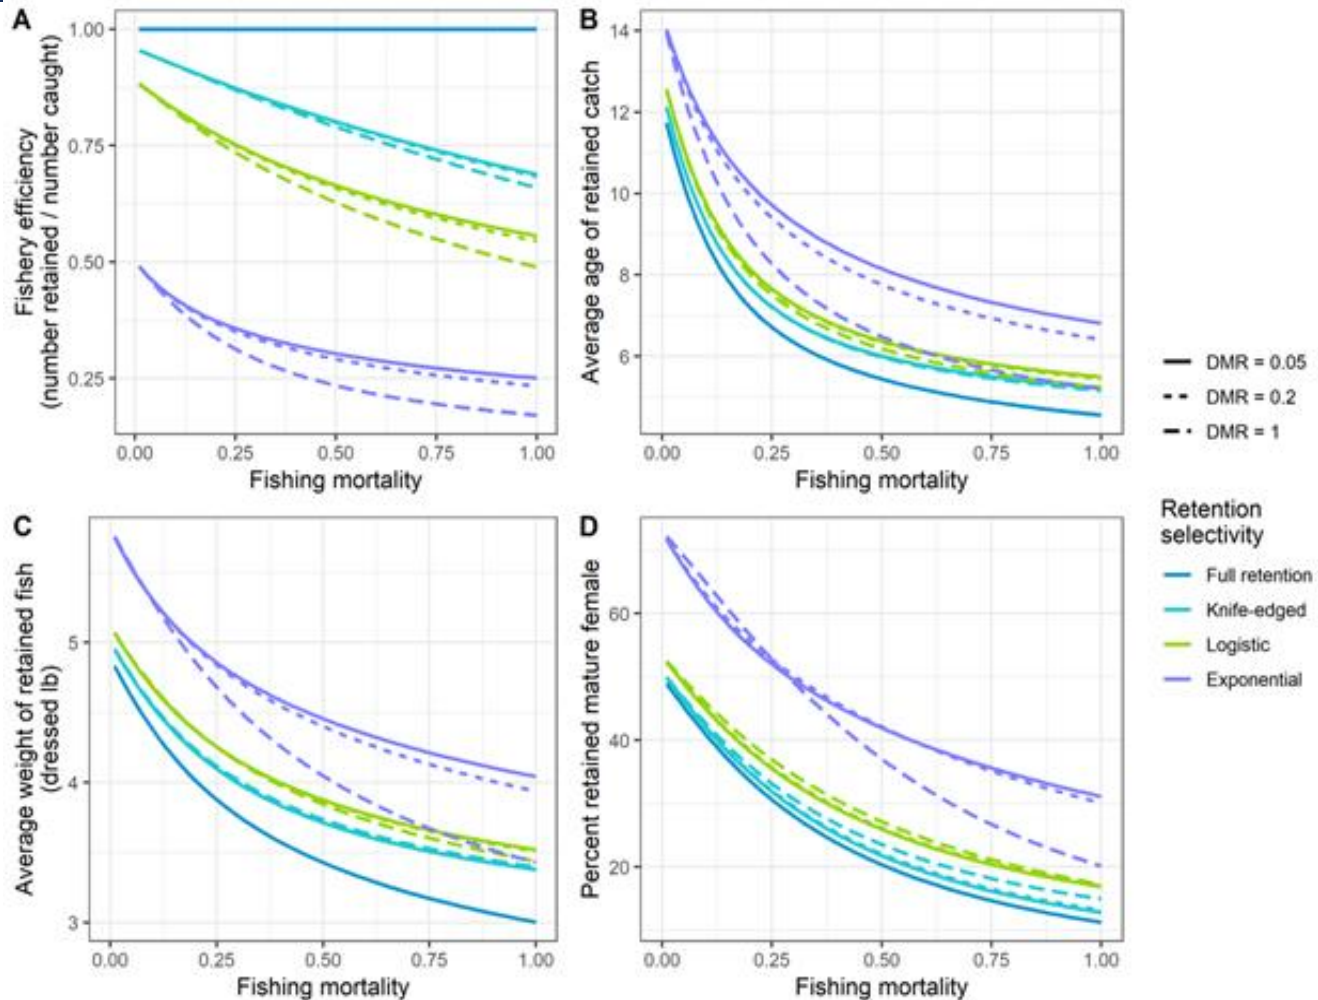 A
Fishery efficiency
(number retained / number caught)
1.00
0.75
0.50
0.25
0.00 0.25 0.50 0.75 1.00
Fishing mortality
B
Average age of retained catch
14
12
10
8
6
0.00 0.25 0.50 0.75 1.00
Fishing mortality
C
Average weight of retained fish
(dressed lb)
5
4
3
0.00 0.25 0.50 0.75 1.00
Fishing mortality
D
Percent retained mature female
60
40
20
0.00 0.25 0.50 0.75 1.00
Fishing mortality
DMR = 0.05
DMR = 0.2
DMR = 1
Retention
selectivity
Full retention
Knife-edged
Logistic
Exponential